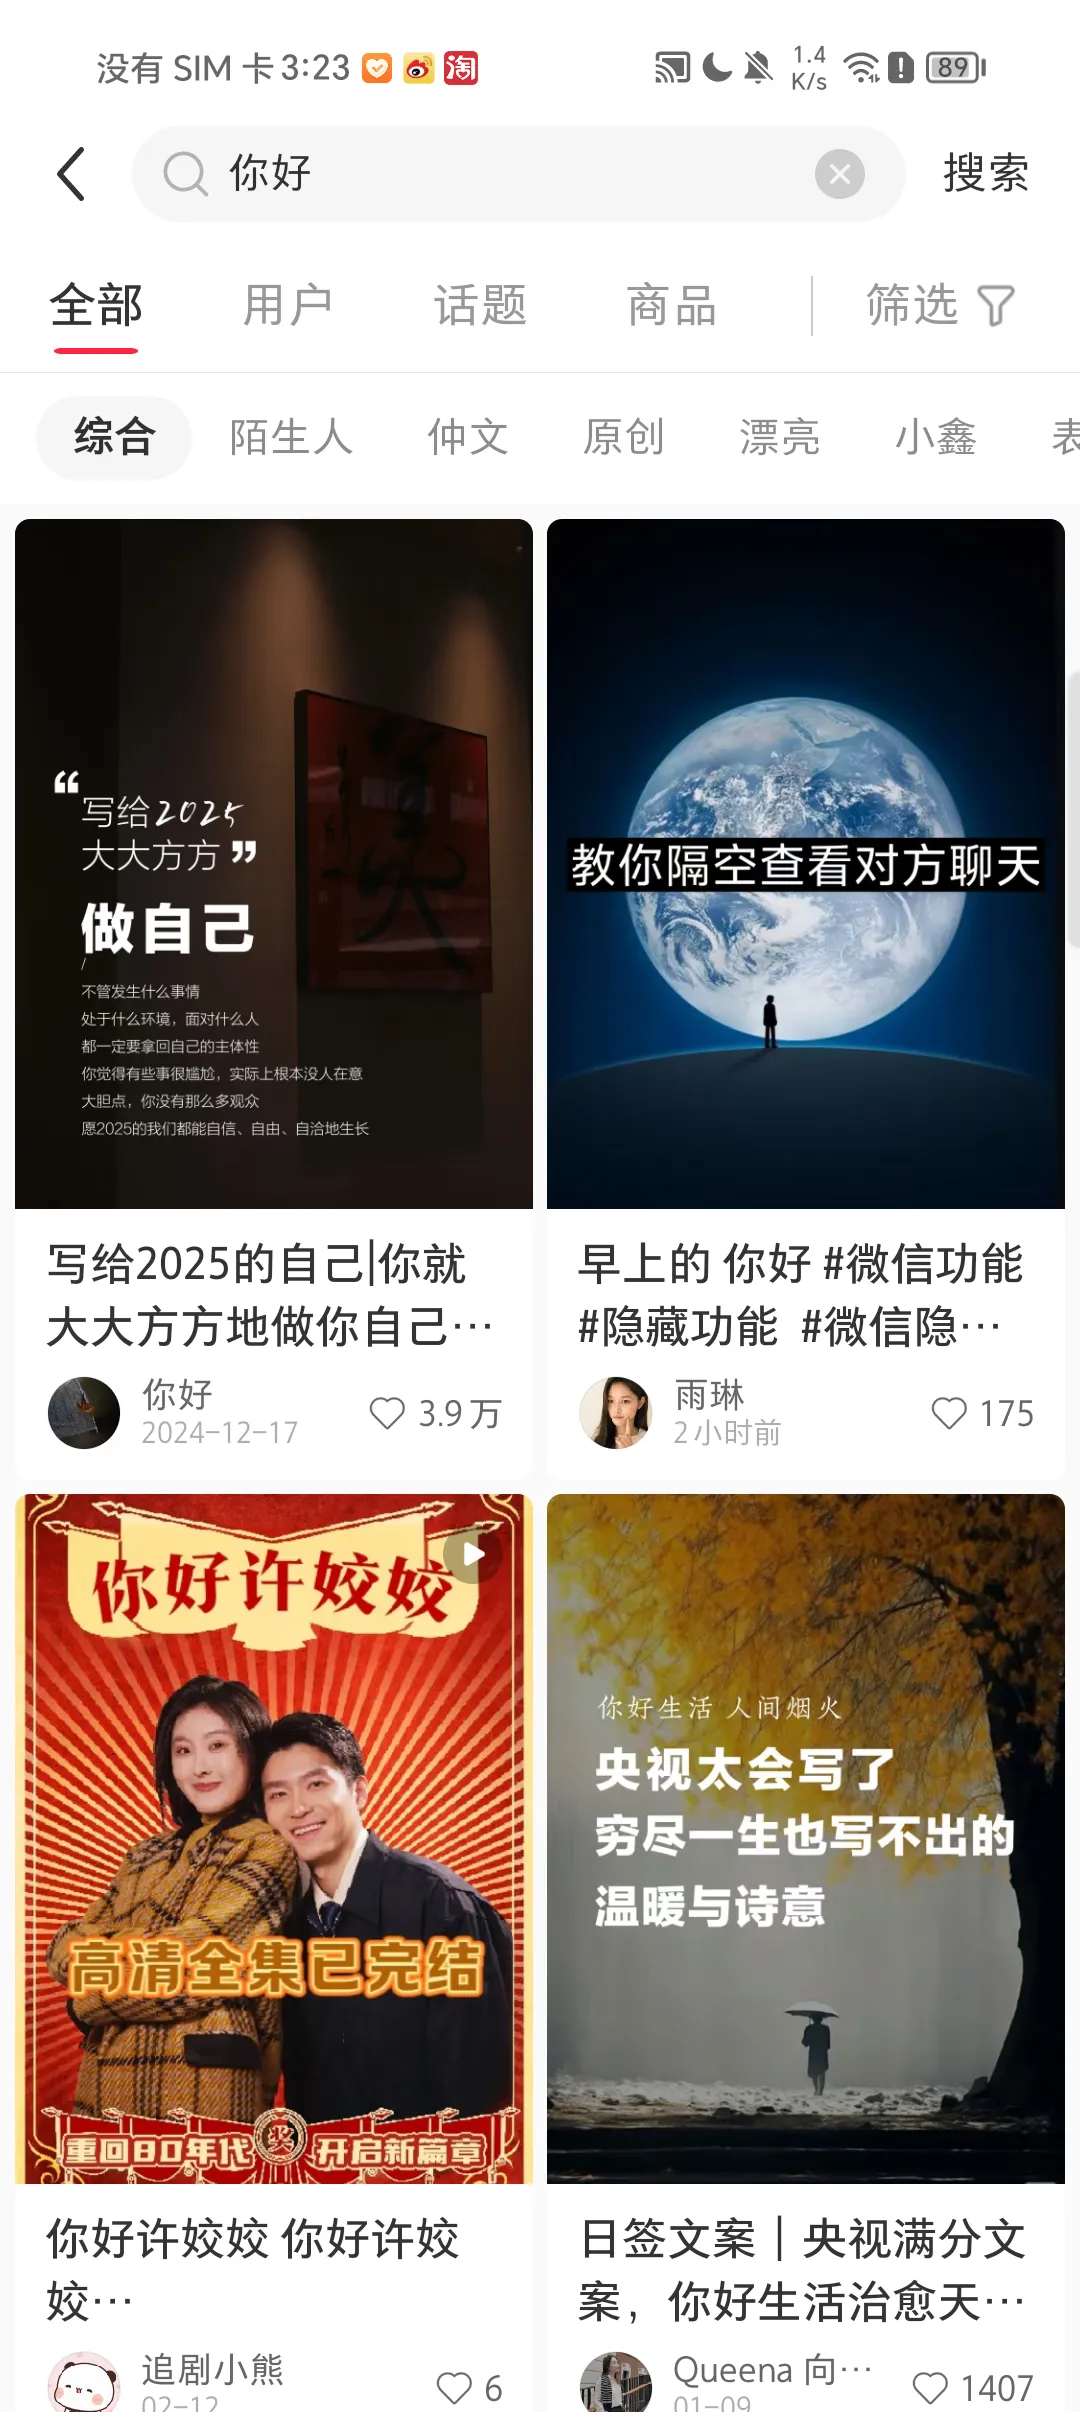 没有 SIM 卡 3:23
淘
1.4
K/s
89
你好
搜索
全部
用户
话题
商品
筛选
综合
陌生人
仲文
原创
漂亮
小鑫
表
“写给2025
大大方方”
做自己
/
不管发生什么事情
处于什么环境，面对什么人
都一定要拿回自己的主体性
你觉得有些事很尴尬，实际上根本没人在意
大胆点，你没有那么多观众
愿2025的我们都能自信、自由、自洽地生长
教你隔空查看对方聊天
写给2025的自己|你就
大大方方地做你自己…
你好
2024-12-17
3.9 万
早上的 你好 #微信功能
#隐藏功能 #微信隐…
雨琳
2 小时前
175
你好许姣姣
高清全集已完结
重回80年代 奖 开启新篇章
你好生活 人间烟火
央视太会写了
穷尽一生也写不出的
温暖与诗意
你好许姣姣 你好许姣
姣…
追剧小熊
02-12
6
日签文案｜央视满分文
案，你好生活治愈天…
Queena 向…
01-09
1407